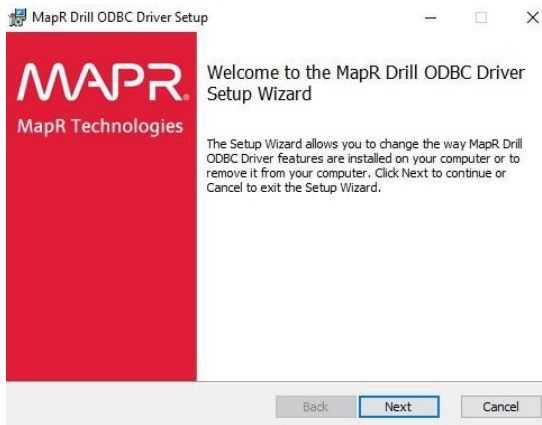 MapR Drill ODBC Driver Setup
MAPR.
MapR Technologies
Welcome to the MapR Drill ODBC Driver
Setup Wizard
The Setup Wizard allows you to change the way MapR Drill
ODBC Driver features are installed on your computer or to
remove it from your computer. Click Next to continue or
Cancel to exit the Setup Wizard.
Back
Next
Cancel